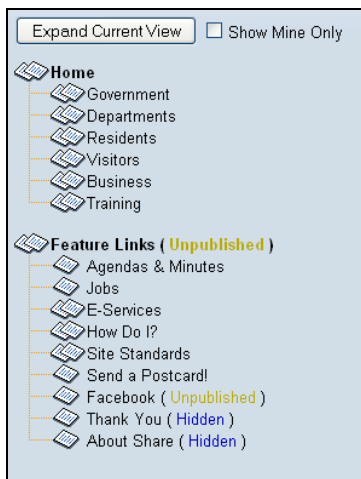 Expand Current View Show Mine Only
Home
Government
Departments
Residents
Visitors
Business
Training
Feature Links ( Unpublished )
Agendas & Minutes
Jobs
E-Services
How Do I?
Site Standards
Send a Postcard!
Facebook ( Unpublished )
Thank You ( Hidden )
About Share ( Hidden )